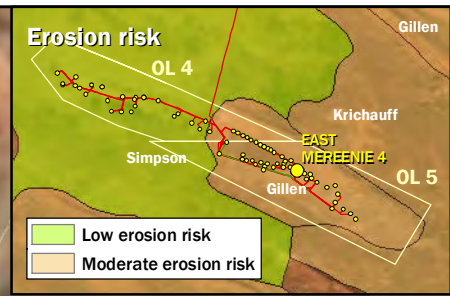 Erosion risk
Gillen
OL 4
Krichauff
EAST
MEREENIE 4
Simpson
OL 5
Gillen
Low erosion risk
Moderate erosion risk